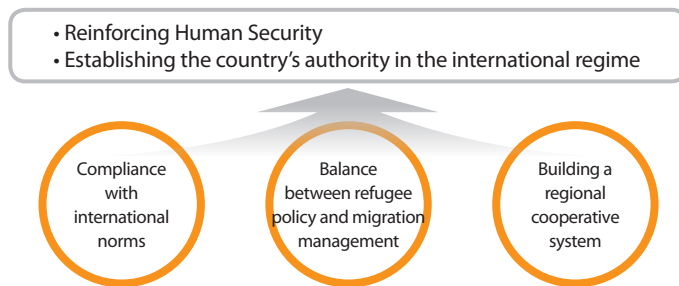 • Reinforcing Human Security
• Establishing the country’s authority in the international regime
Compliance
with
international
norms
Balance
between refugee
policy and migration
management
Building a
regional
cooperative
system